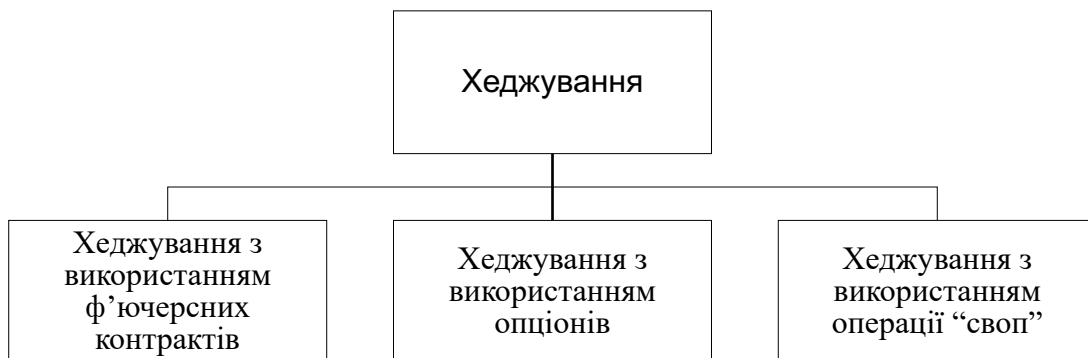 Хеджування
Хеджування з
використанням
ф’ючерсних
контрактів
Хеджування з
використанням
опціонів
Хеджування з
використанням
операції “своп”